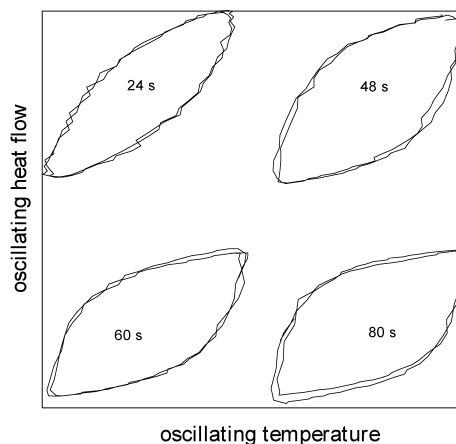 24 s
48 s
oscillating heat flow
60 s
80 s
oscillating temperature